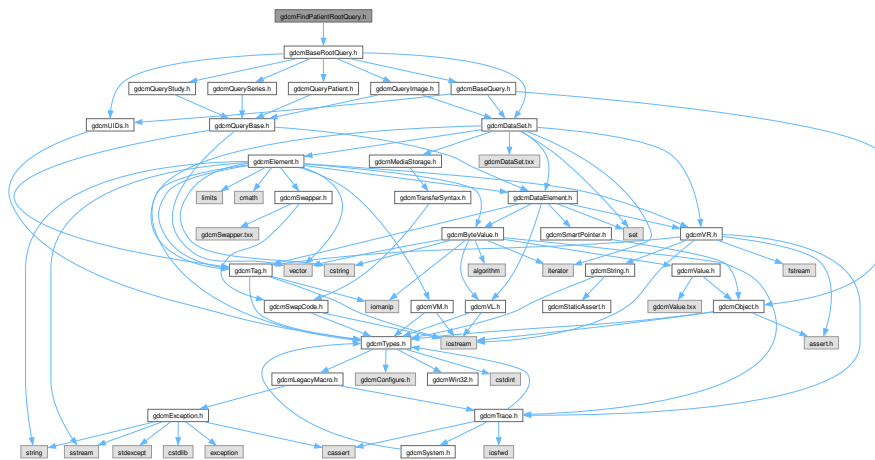 gdcmFindPatientRootQuery.h
gdcmBaseRootQuery.h
gdcmQueryStudy.h
gdcmQuerySeries.h
gdcmQueryPatient.h
gdcmQueryImage.h
gdcmBaseQuery.h
gdcmUIDs.h
gdcmQueryBase.h
gdcmDataSet.h
gdcmElement.h
gdcmMediaStorage.h
gdcmDataSet.txx
limits
cmath
gdcmSwapper.h
gdcmTransferSyntax.h
gdcmDataElement.h
gdcmSwapper.txx
gdcmByteValue.h
gdcmSmartPointer.h
set
gdcmVR.h
gdcmTag.h
vector
cstring
algorithm
iterator
gdcmString.h
gdcmValue.h
fstream
gdcmSwapCode.h
iomanip
gdcmVM.h
gdcmVL.h
gdcmStaticAssert.h
gdcmValue.txx
gdcmObject.h
gdcmTypes.h
iostream
assert.h
gdcmLegacyMacro.h
gdcmConfigure.h
gdcmWin32.h
cstdint
gdcmException.h
gdcmTrace.h
string
sstream
stdexcept
cstdlib
exception
cassert
gdcmSystem.h
iosfwd